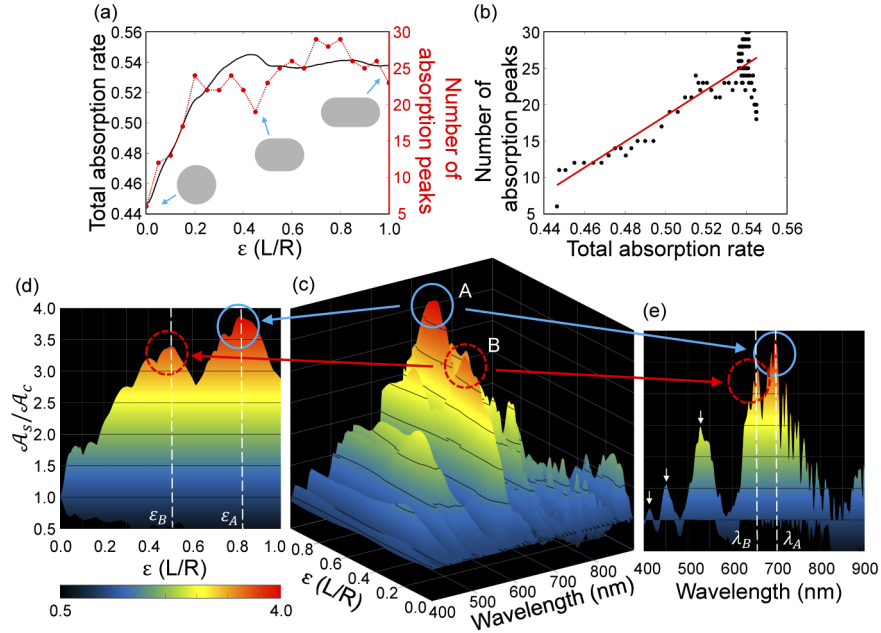 (a)
Total absorption rate
0.56
0.54
0.52
0.50
0.48
0.46
0.44
0.0
0.2
0.4
0.6
0.8
1.0
ε (L/R)
30
25
20
15
10
5
Number of
absorption peaks
(b)
Number of
absorption peaks
30
25
20
15
10
5
0.44
0.46
0.48
0.50
0.52
0.54
0.56
Total absorption rate
(d)
𝒜s/𝒜c
4.0
3.5
3.0
2.5
2.0
1.5
1.0
0.5
εB
εA
0.0
0.2
0.4
0.6
0.8
1.0
ε (L/R)
0.5
4.0
(c)
A
B
0.8
0.6
0.4
0.2
0.0
ε (L/R)
400
500
600
700
800
Wavelength (nm)
(e)
λB
λA
400
500
600
700
800
900
Wavelength (nm)